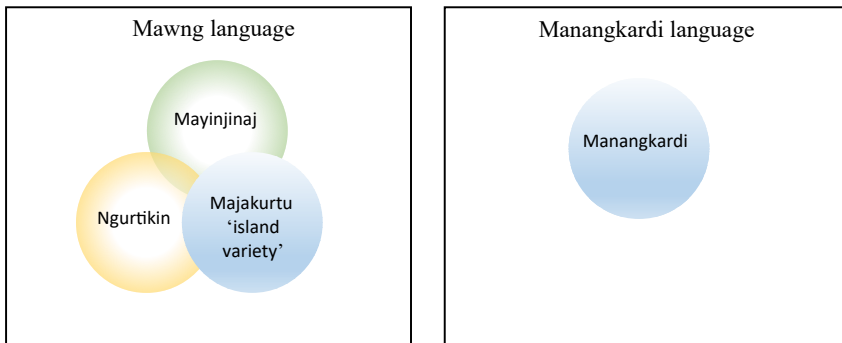 Mawng language
Mayinjinaj
Ngurtikin
Majakurtu
‘island
variety’
Manangkardi language
Manangkardi